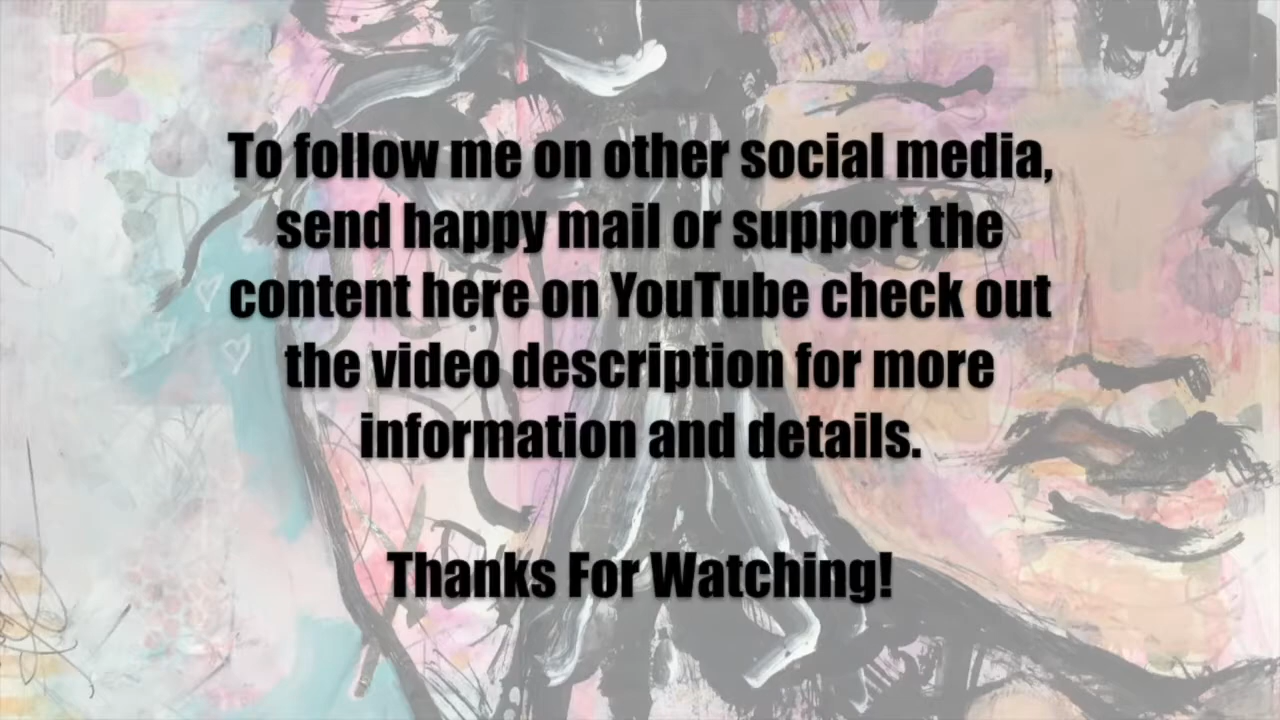 To follow me on other social media,
send happy mail or support the
content here on YouTube check out
the video description for more
information and details.
Thanks For Watching!